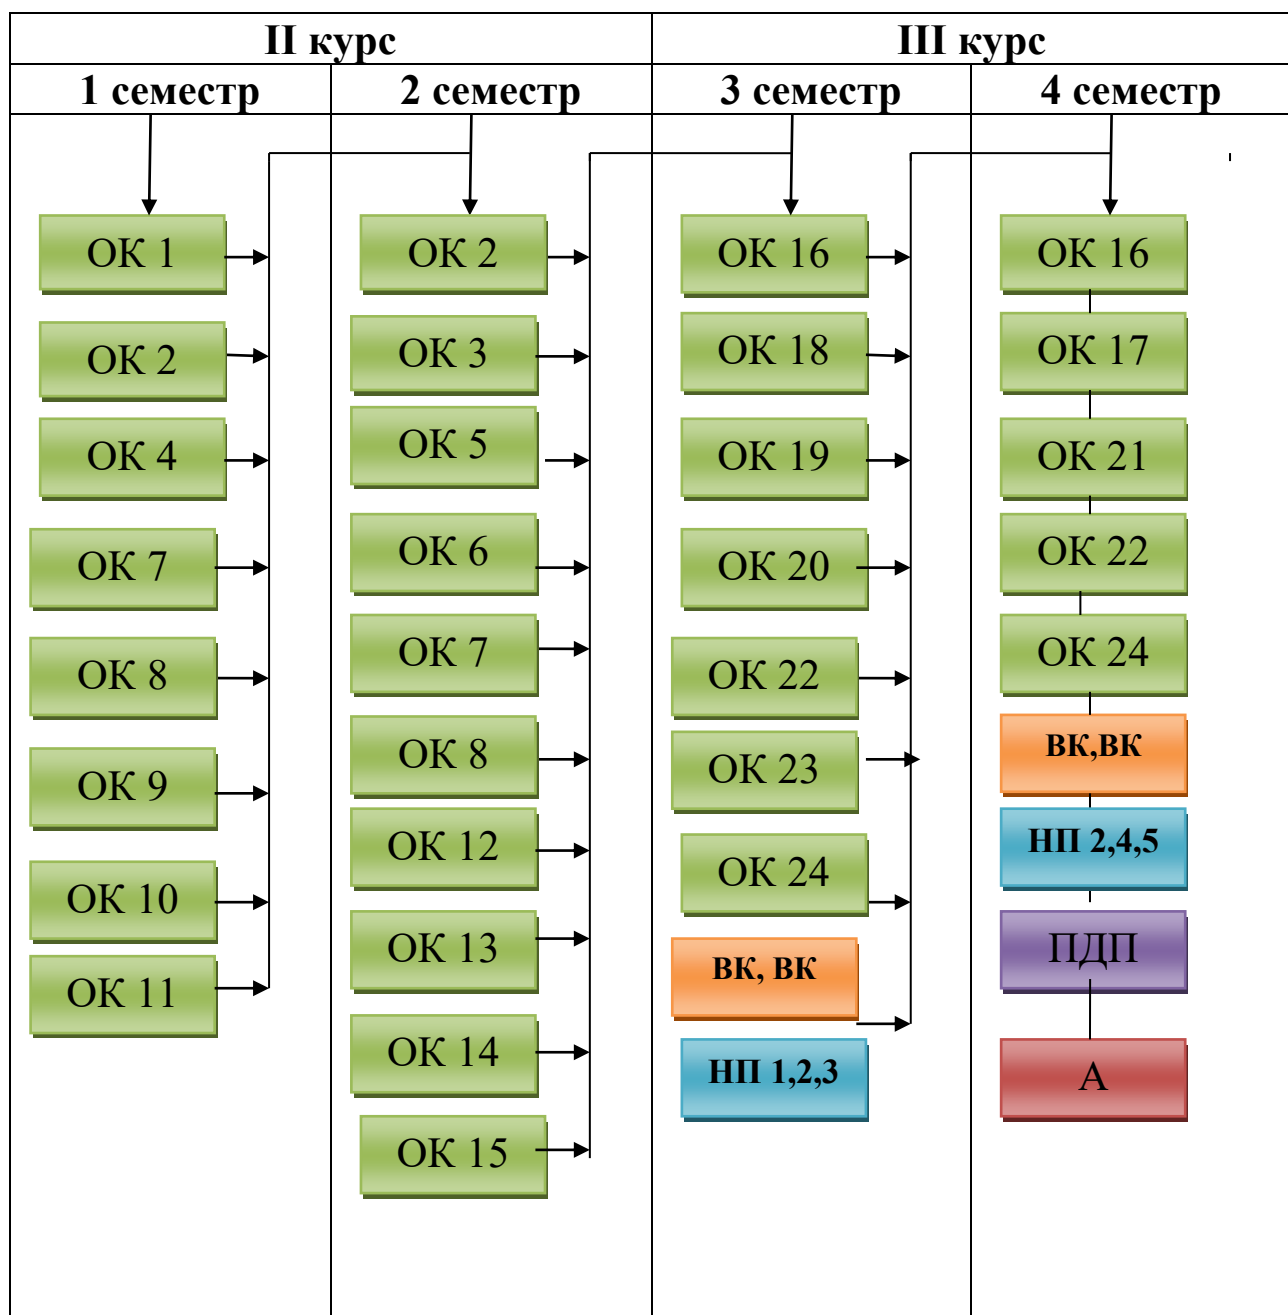 II курс
III курс
1 семестр
2 семестр
3 семестр
4 семестр
ОК 1
ОК 2
ОК 4
ОК 7
ОК 8
ОК 9
ОК 10
ОК 11
ОК 2
ОК 3
ОК 5
ОК 6
ОК 7
ОК 8
ОК 12
ОК 13
ОК 14
ОК 15
ОК 16
ОК 18
ОК 19
ОК 20
ОК 22
ОК 23
ОК 24
ВК, ВК
НП 1,2,3
ОК 16
ОК 17
ОК 21
ОК 22
ОК 24
ВК,ВК
НП 2,4,5
ПДП
А